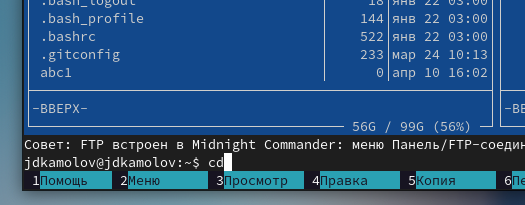 .bash_logout 18 янв 22 03:00
.bash_profile 144 янв 22 03:00
.bashrc 522 янв 22 03:00
.gitconfig 233 мар 24 10:13
abc1 0 апр 10 16:02
-ВВЕРХ- -ВВЕ
56G / 99G (56%)
Совет: FTP встроен в Midnight Commander: меню Панель/FTP-соедин
jdkamolov@jdkamolov:~$ cd
1Помощь 2Меню 3Просмотр 4Правка 5Копия 6Пе